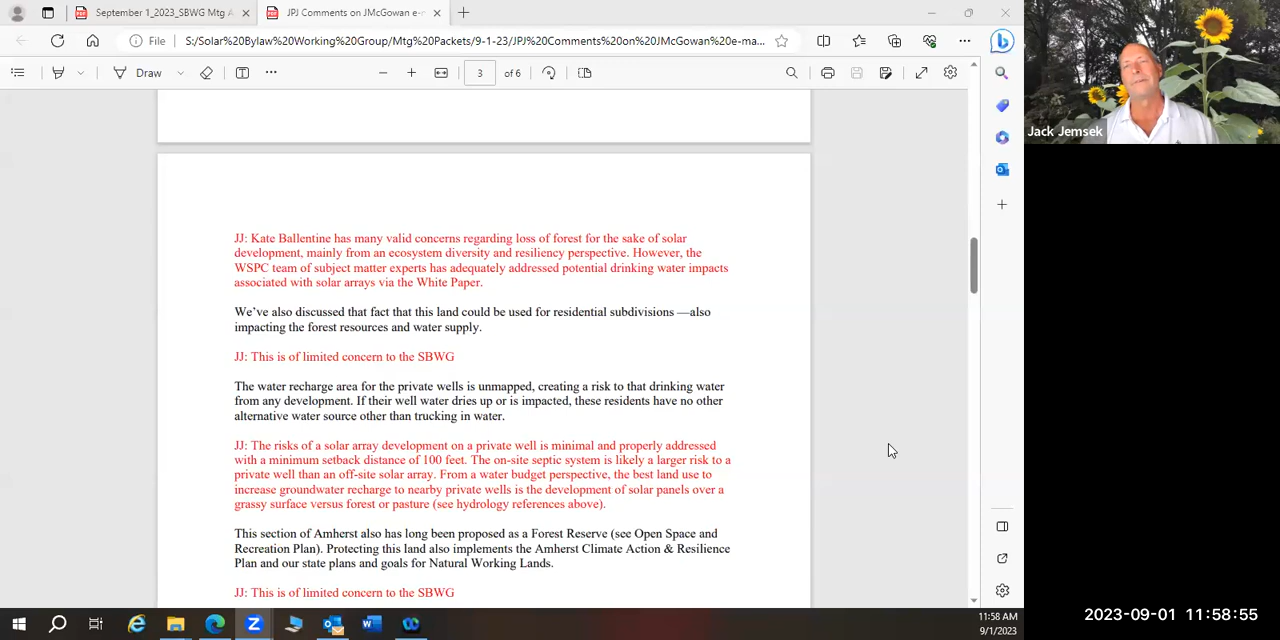 September 1_2023_SBWG Mtg A
JPJ Comments on JMcGowan e-m
File
S:/Solar%20Bylaw%20Working%20Group/Mtg%20Packets/9-1-23/JPJ%20Comments%20on%20JMcGowan%20e-ma...
Draw
3
of 6
Jack Jemsek
JJ: Kate Ballentine has many valid concerns regarding loss of forest for the sake of solar
development, mainly from an ecosystem diversity and resiliency perspective. However, the
WSPC team of subject matter experts has adequately addressed potential drinking water impacts
associated with solar arrays via the White Paper.
We've also discussed that fact that this land could be used for residential subdivisions —also
impacting the forest resources and water supply.
JJ: This is of limited concern to the SBWG
The water recharge area for the private wells is unmapped, creating a risk to that drinking water
from any development. If their well water dries up or is impacted, these residents have no other
alternative water source other than trucking in water.
JJ: The risks of a solar array development on a private well is minimal and properly addressed
with a minimum setback distance of 100 feet. The on-site septic system is likely a larger risk to a
private well than an off-site solar array. From a water budget perspective, the best land use to
increase groundwater recharge to nearby private wells is the development of solar panels over a
grassy surface versus forest or pasture (see hydrology references above).
This section of Amherst also has long been proposed as a Forest Reserve (see Open Space and
Recreation Plan). Protecting this land also implements the Amherst Climate Action & Resilience
Plan and our state plans and goals for Natural Working Lands.
JJ: This is of limited concern to the SBWG
11:58 AM
9/1/2023
2023-09-01 11:58:55